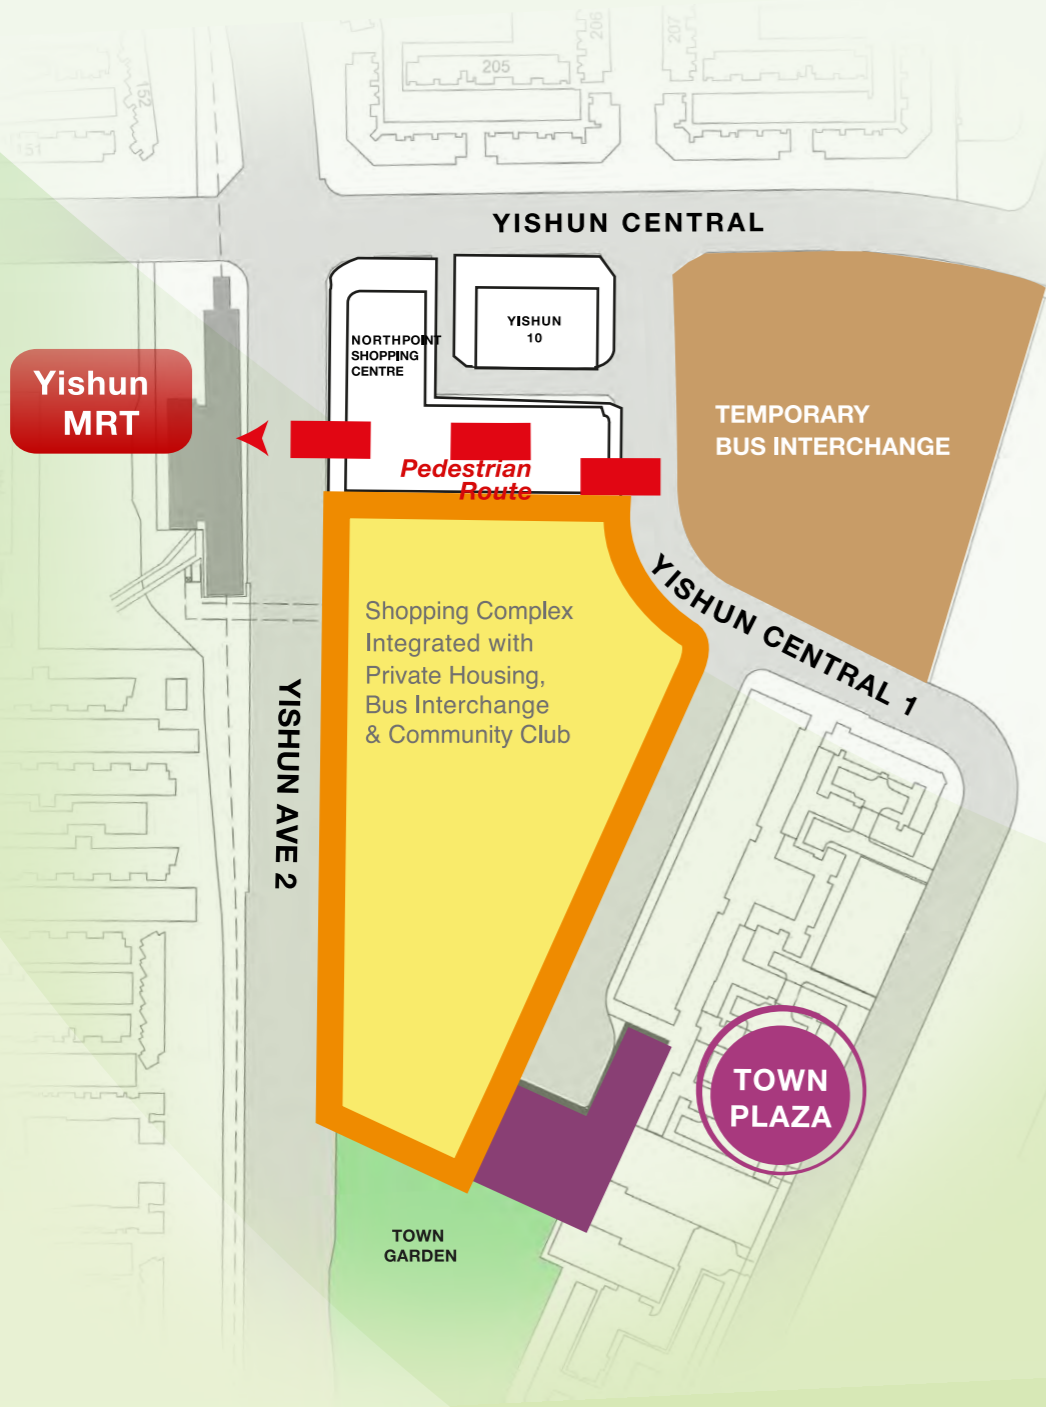 205
206
207
152
151
YISHUN CENTRAL
YISHUN
10
NORTHPOINT
SHOPPING
CENTRE
Yishun
MRT
TEMPORARY
BUS INTERCHANGE
Pedestrian
Route
YISHUN CENTRAL 1
Shopping Complex
Integrated with
Private Housing,
Bus Interchange
& Community Club
YISHUN AVE 2
TOWN
PLAZA
TOWN
GARDEN